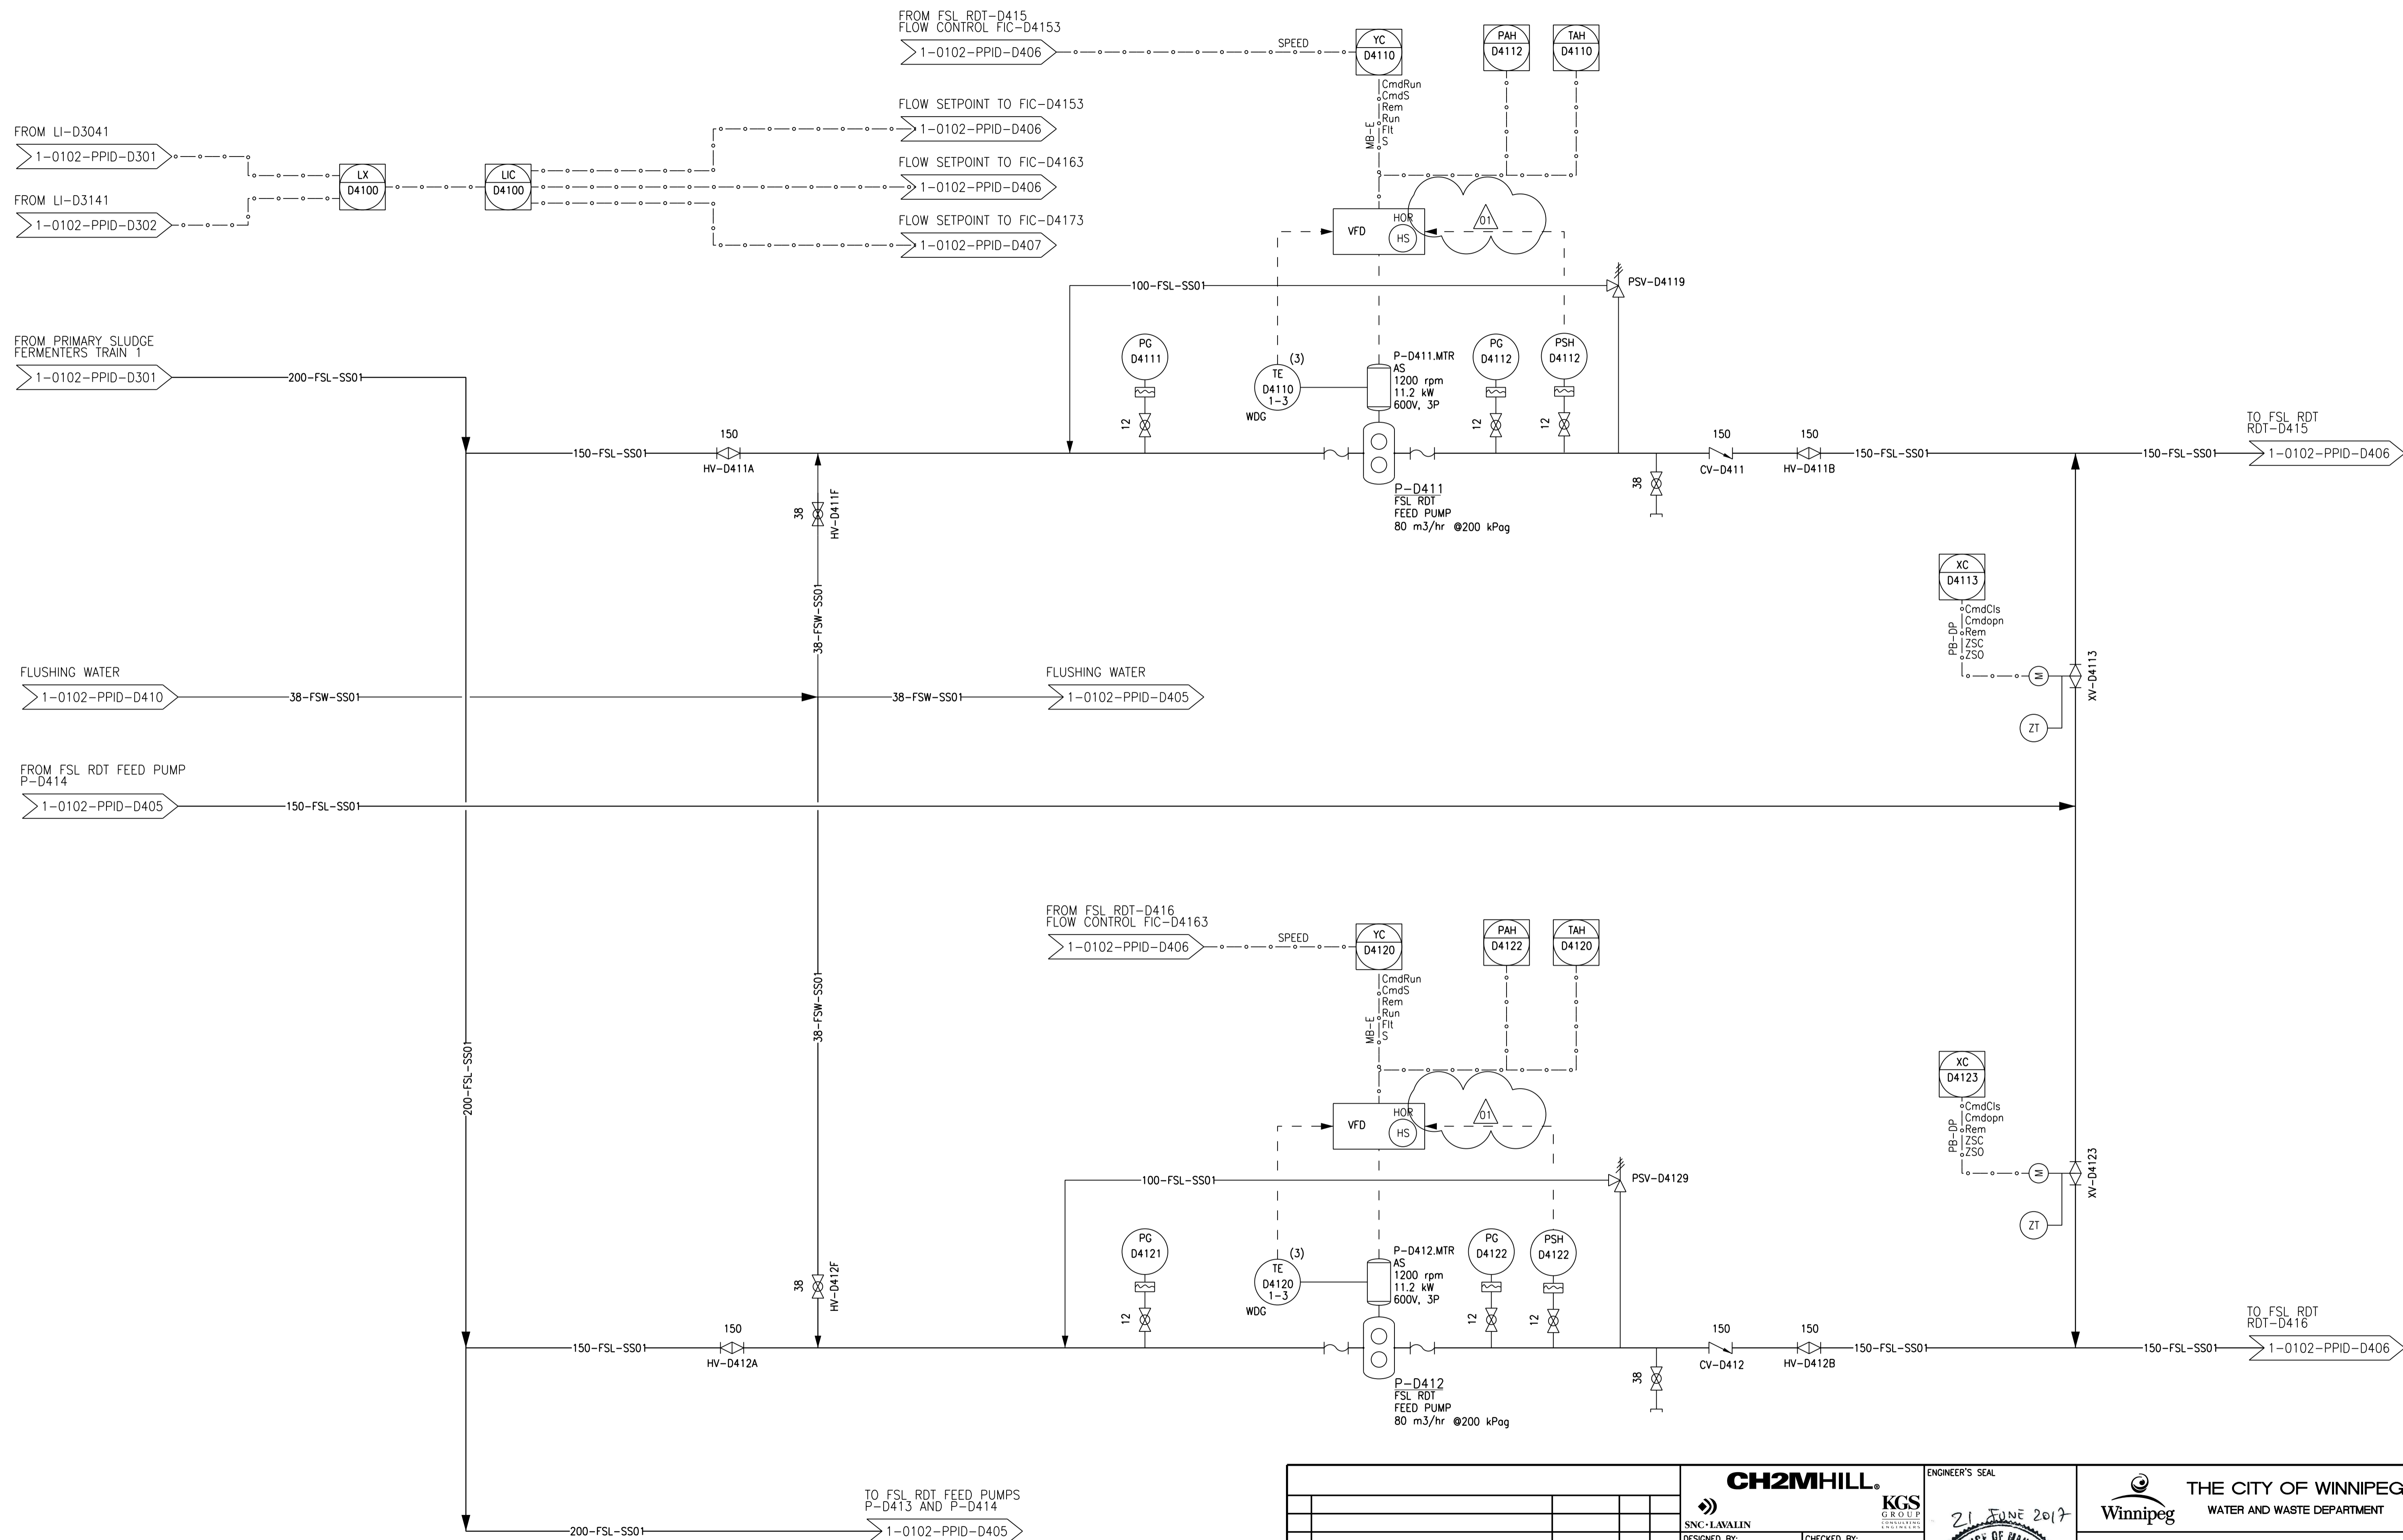 FROM FSL RDT-D415
FLOW CONTROL FIC-D4153
1-0102-PPID-D406
SPEED
YC
D4110
PAH
D4112
TAH
D4110
CmdRun
CmdS
Rem
Run
Flt
S
MB-E
FROM LI-D3041
1-0102-PPID-D301
FROM LI-D3141
1-0102-PPID-D302
LX
D4100
LIC
D4100
FLOW SETPOINT TO FIC-D4153
1-0102-PPID-D406
FLOW SETPOINT TO FIC-D4163
1-0102-PPID-D406
FLOW SETPOINT TO FIC-D4173
1-0102-PPID-D407
VFD
HOR
HS
01
100-FSL-SS01
PSV-D4119
FROM PRIMARY SLUDGE
FERMENTERS TRAIN 1
1-0102-PPID-D301
200-FSL-SS01
PG
D4111
12
(3)
TE
D4110
1-3
WDG
P-D411.MTR
AS
1200 rpm
11.2 kW
600V, 3P
PG
D4112
12
PSH
D4112
12
150-FSL-SS01
150
HV-D411A
38
HV-D411F
P-D411
FSL RDT
FEED PUMP
80 m3/hr @200 kPag
38
150
CV-D411
150
HV-D411B
150-FSL-SS01
150-FSL-SS01
TO FSL RDT
RDT-D415
1-0102-PPID-D406
38-FSW-SS01
XC
D4113
CmdCls
Cmdopn
Rem
ZSC
ZSO
PB-DP
M
XV-D4113
ZT
FLUSHING WATER
1-0102-PPID-D410
38-FSW-SS01
38-FSW-SS01
FLUSHING WATER
1-0102-PPID-D405
FROM FSL RDT FEED PUMP
P-D414
1-0102-PPID-D405
150-FSL-SS01
FROM FSL RDT-D416
FLOW CONTROL FIC-D4163
1-0102-PPID-D406
SPEED
YC
D4120
PAH
D4122
TAH
D4120
CmdRun
CmdS
Rem
Run
Flt
S
MB-E
200-FSL-SS01
38-FSW-SS01
VFD
HOR
HS
01
XC
D4123
CmdCls
Cmdopn
Rem
ZSC
ZSO
PB-DP
M
XV-D4123
ZT
100-FSL-SS01
PSV-D4129
PG
D4121
12
(3)
TE
D4120
1-3
WDG
P-D412.MTR
AS
1200 rpm
11.2 kW
600V, 3P
PG
D4122
12
PSH
D4122
12
38
HV-D412F
150-FSL-SS01
150
HV-D412A
P-D412
FSL RDT
FEED PUMP
80 m3/hr @200 kPag
38
150
CV-D412
150
HV-D412B
150-FSL-SS01
150-FSL-SS01
TO FSL RDT
RDT-D416
1-0102-PPID-D406
TO FSL RDT FEED PUMPS
P-D413 AND P-D414
200-FSL-SS01
1-0102-PPID-D405
CH2MHILL®
SNC·LAVALIN
KGS
GROUP
CONSULTING
ENGINEERS
DESIGNED BY:
CHECKED BY:
ENGINEER'S SEAL
21 JUNE 2017
Winnipeg
THE CITY OF WINNIPEG
WATER AND WASTE DEPARTMENT